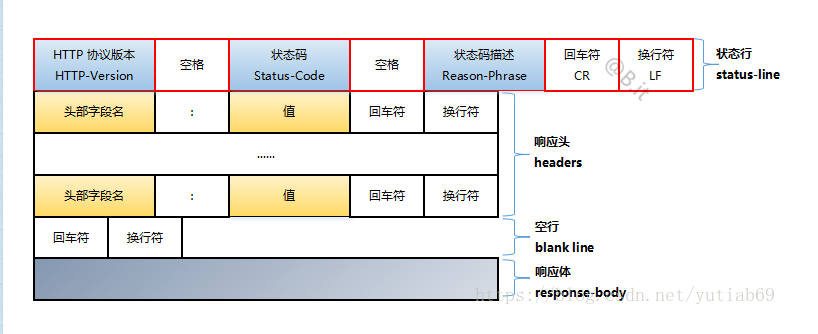 HTTP 协议版本
HTTP-Version
空格
状态码
Status-Code
空格
状态码描述
Reason-Phrase
回车符
CR
换行符
LF
状态行
status-line
@B.it
头部字段名
:
值
回车符
换行符
......
响应头
headers
头部字段名
:
值
回车符
换行符
回车符
换行符
空行
blank line
响应体
response-body
https://blog.csdn.net/yutiab69